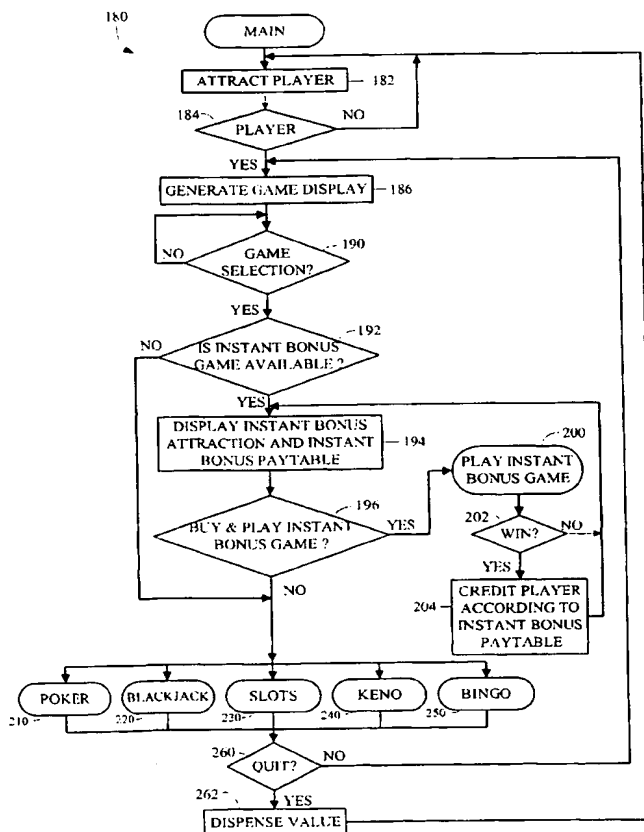 180
MAIN
ATTRACT PLAYER
182
184
PLAYER
NO
YES
GENERATE GAME DISPLAY
186
190
NO
GAME
SELECTION?
YES
192
NO
IS INSTANT BONUS
GAME AVAILABLE ?
YES
DISPLAY INSTANT BONUS
ATTRACTION AND INSTANT
BONUS PAYTABLE
194
200
PLAY INSTANT
BONUS GAME
196
BUY & PLAY INSTANT
BONUS GAME ?
YES
202
WIN?
NO
YES
NO
204
CREDIT PLAYER
ACCORDING TO
INSTANT BONUS
PAYTABLE
POKER
BLACKJACK
SLOTS
KENO
BINGO
210
220
230
240
250
260
QUIT?
NO
YES
262
DISPENSE VALUE